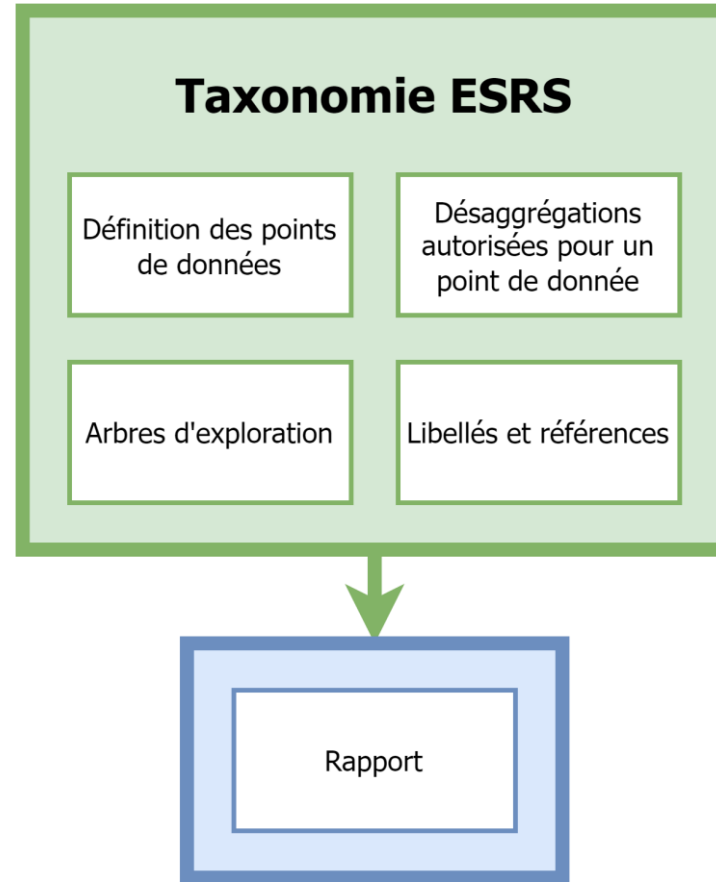 Taxonomie ESRS
Définition des points
de données
Désaggrégations
autorisées pour un
point de donnée
Arbres d'exploration
Libellés et références
Rapport